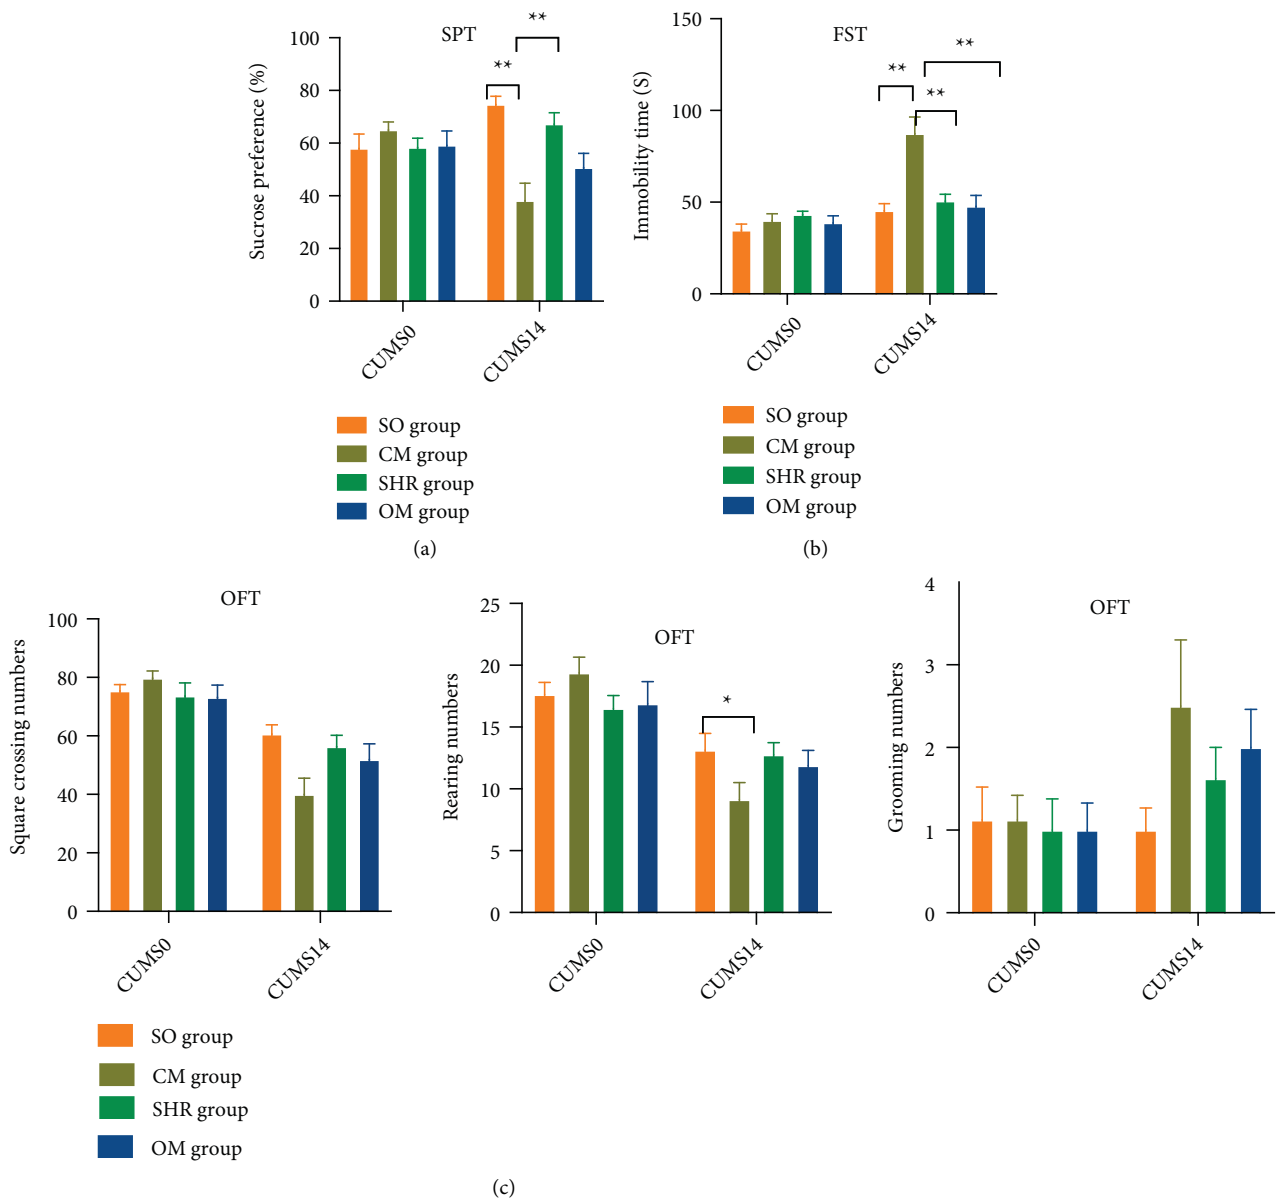 SPT
Sucrose preference (%)
100
80
60
40
20
0
**
**
CUMS0
CUMS14
SO group
CM group
SHR group
OM group
(a)
FST
Immobility time (S)
150
100
50
0
**
**
**
CUMS0
CUMS14
SO group
CM group
SHR group
OM group
(b)
OFT
Square crossing numbers
100
80
60
40
20
0
CUMS0
CUMS14
OFT
Rearing numbers
25
20
15
10
5
0
*
CUMS0
CUMS14
OFT
Grooming numbers
4
3
2
1
0
CUMS0
CUMS14
SO group
CM group
SHR group
OM group
(c)